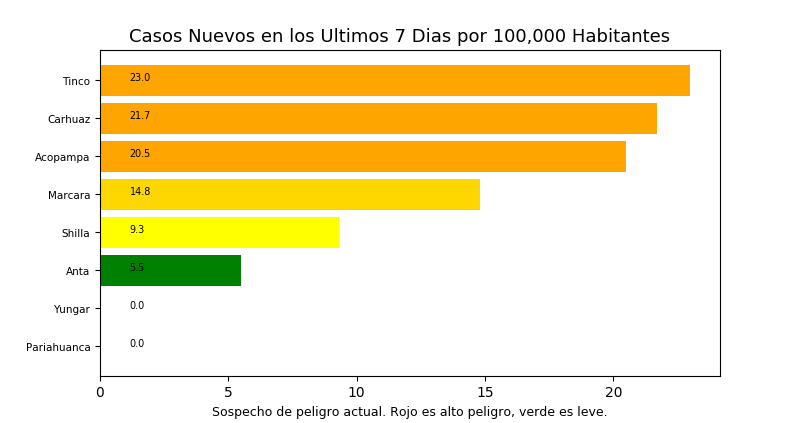 Casos Nuevos en los Ultimos 7 Dias por 100,000 Habitantes
Tinco 23.0
Carhuaz 21.7
Acopampa 20.5
Marcara 14.8
Shilla 9.3
Anta 5.5
Yungar 0.0
Pariahuanca 0.0
0 5 10 15 20
Sospecho de peligro actual. Rojo es alto peligro, verde es leve.